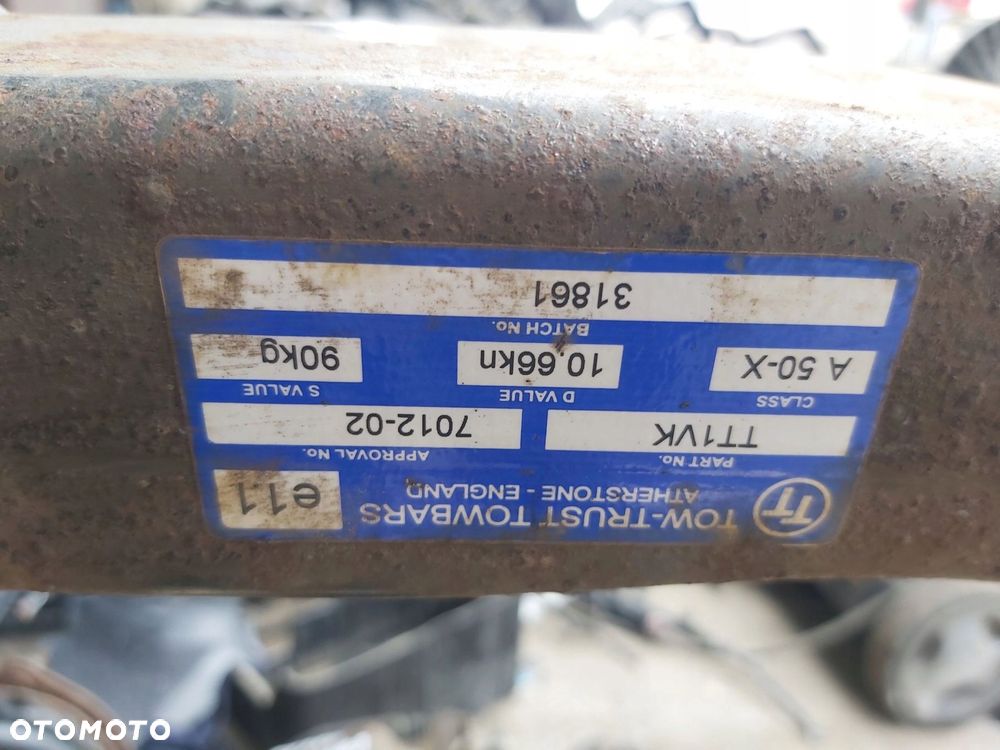 TT TOW-TRUST TOWBARS e11
ATHERSTONE - ENGLAND
PART No. APPROVAL No.
TT1VK 7012-02
CLASS D VALUE S VALUE
A 50-X 10.66kn 90kg
BATCH No.
31861
OTOMOTO